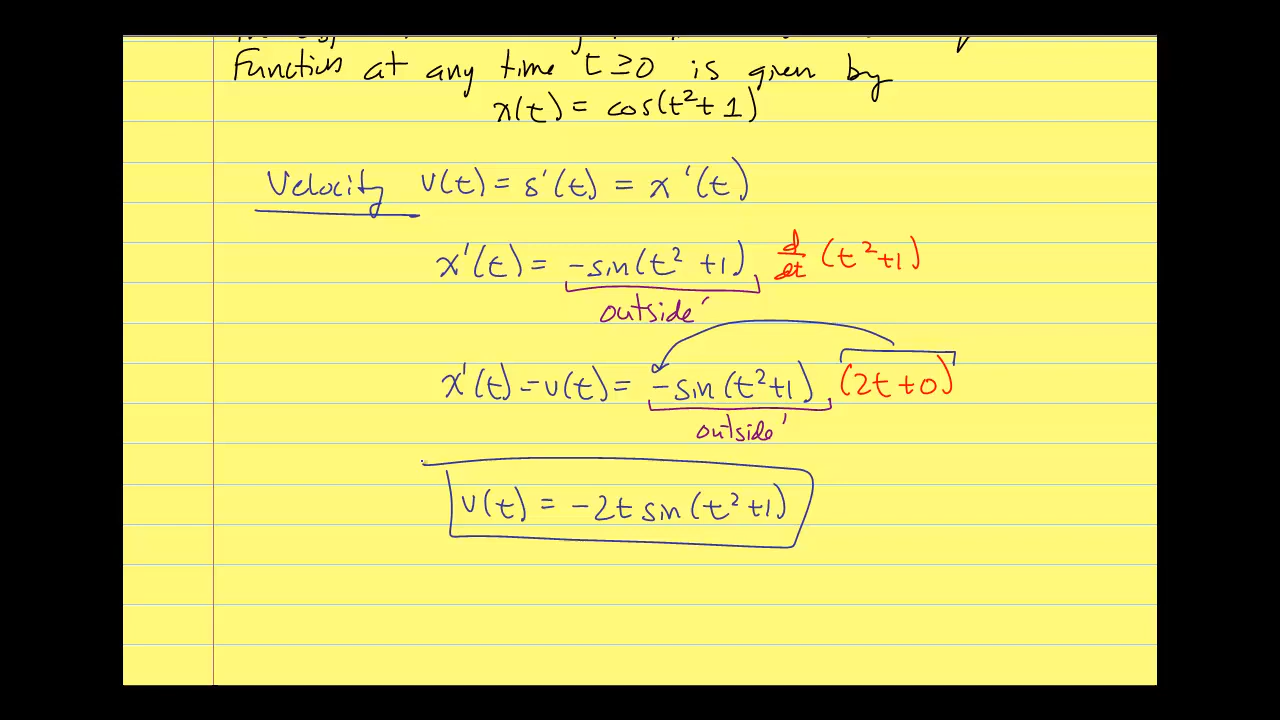 Function at any time t ≥ 0 is given by
x(t) = cos(t² + 1)
Velocity v(t) = s'(t) = x'(t)
x'(t) = -sin(t² + 1) . d/dt (t² + 1)
outside'
x'(t) - v(t) = -sin(t² + 1) . (2t + 0)
outside'
v(t) = -2t sin(t² + 1)